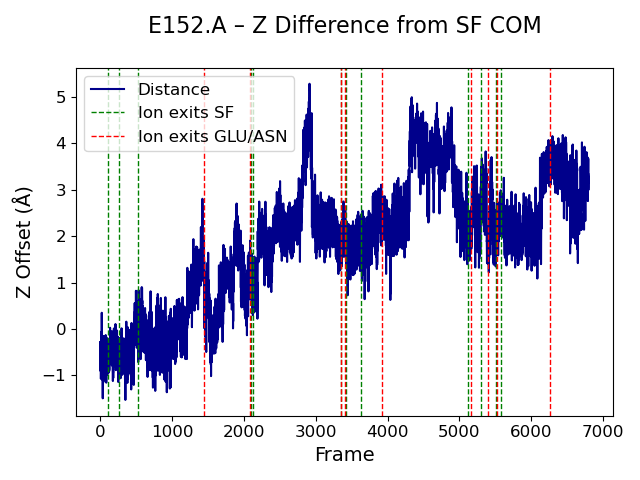 E152.A – Z Difference from SF COM
Distance
Ion exits SF
Ion exits GLU/ASN
Z Offset (Å)
5
4
3
2
1
0
−1
0 1000 2000 3000 4000 5000 6000 7000
Frame